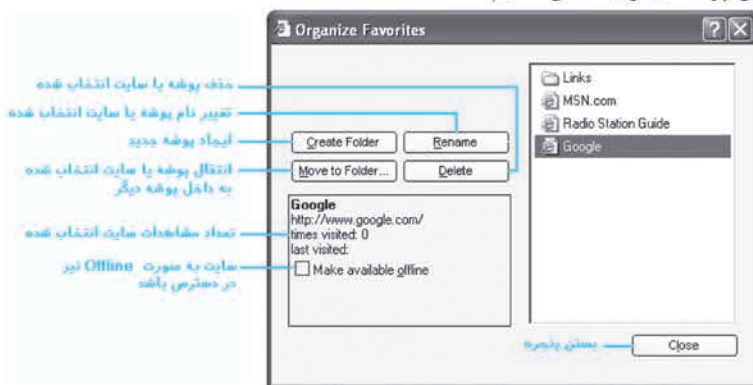 Organize Favorites
حذف پوشه یا سایت انتخاب شده
تغییر نام پوشه یا سایت انتخاب شده
ایجاد پوشه جدید
انتقال پوشه یا سایت انتخاب شده
به داخل پوشه دیگر
تعداد مشاهدات سایت انتخاب شده
سایت به صورت Offline نیز
در دسترس باشد
Create Folder
Rename
Move to Folder...
Delete
Google
http://www.google.com/
times visited: 0
last visited:
Make available offline
Links
MSN.com
Radio Station Guide
Google
بستن پنجره
Close